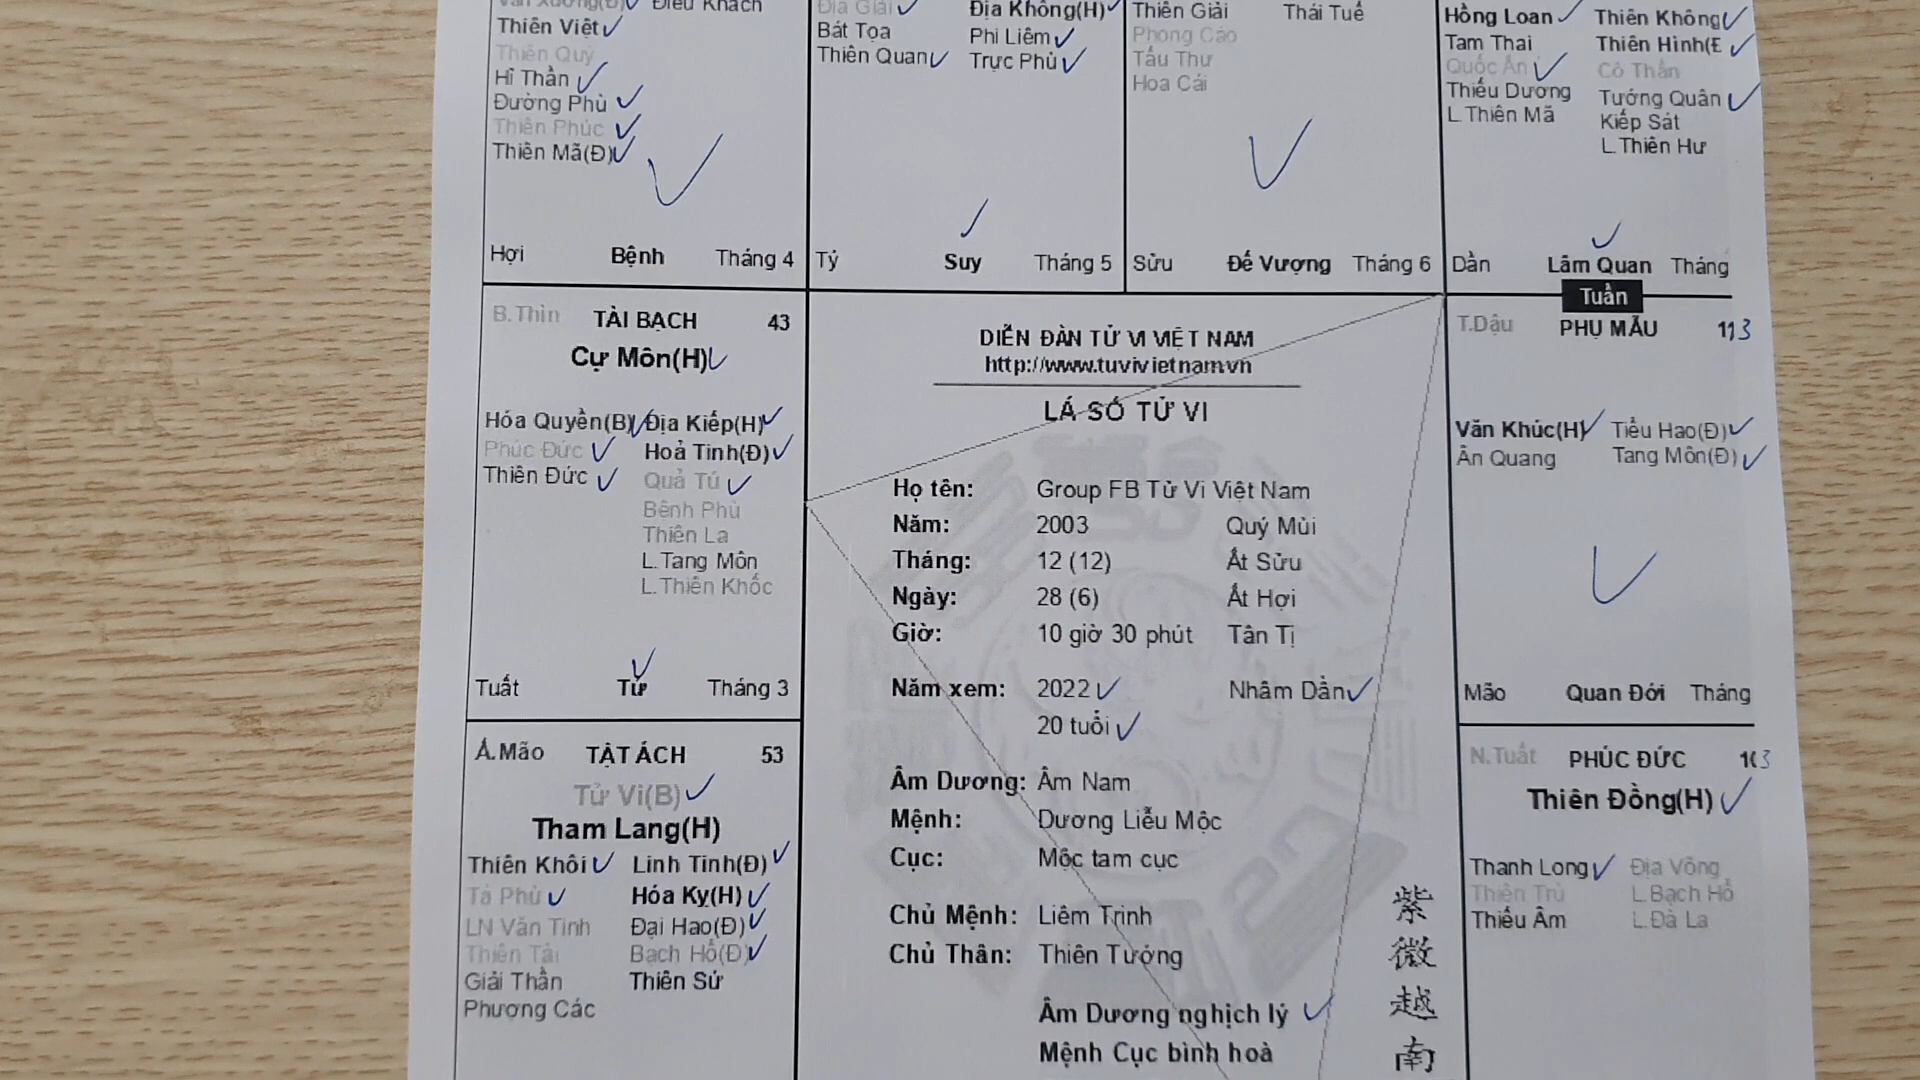 Văn Xương(Đ) Điếu Khách
Thiên Việt
Thiên Quý
Hỉ Thần
Đường Phù
Thiên Phúc
Thiên Mã(Đ)
Hợi Bệnh Tháng 4
Địa Giải Địa Không(H)
Bát Tọa Phi Liêm
Thiên Quan Trực Phù
Tý Suy Tháng 5
Thiên Giải Thái Tuế
Phong Cáo
Tấu Thư
Hoa Cái
Sửu Đế Vượng Tháng 6
Hồng Loan Thiên Không
Tam Thai Thiên Hình(Đ
Quốc Ấn Cô Thần
Thiếu Dương Tướng Quân
L.Thiên Mã Kiếp Sát
L.Thiên Hư
Dần Lâm Quan Tháng
Tuần
B.Thìn TÀI BẠCH 43
Cự Môn(H)
Hóa Quyền(B) Địa Kiếp(H)
Phúc Đức Hoả Tinh(Đ)
Thiên Đức Quả Tú
Bệnh Phù
Thiên La
L.Tang Môn
L.Thiên Khốc
Tuất Tử Tháng 3
DIỄN ĐÀN TỬ VI VIỆT NAM
http://www.tuvivietnam.vn
LÁ SỐ TỬ VI
Họ tên: Group FB Tử Vi Việt Nam
Năm: 2003 Quý Mùi
Tháng: 12 (12) Ất Sửu
Ngày: 28 (6) Ất Hợi
Giờ: 10 giờ 30 phút Tân Tị
Năm xem: 2022 Nhâm Dần
20 tuổi
Âm Dương: Âm Nam
Mệnh: Dương Liễu Mộc
Cục: Mộc tam cục
Chủ Mệnh: Liêm Trinh
Chủ Thân: Thiên Tướng
Âm Dương nghịch lý
Mệnh Cục bình hoà
紫
微
越
南
T.Dậu PHỤ MẪU 113
Văn Khúc(H) Tiểu Hao(Đ)
Ân Quang Tang Môn(Đ)
Mão Quan Đới Tháng
Ấ.Mão TẬT ÁCH 53
Tử Vi(B)
Tham Lang(H)
Thiên Khôi Linh Tinh(Đ)
Tả Phù Hóa Kỵ(H)
LN Văn Tinh Đại Hao(Đ)
Thiên Tài Bạch Hổ(Đ)
Giải Thần Thiên Sứ
Phượng Các
N.Tuất PHÚC ĐỨC 103
Thiên Đồng(H)
Thanh Long Địa Võng
Thiên Trù L.Bạch Hổ
Thiếu Âm L.Đà La